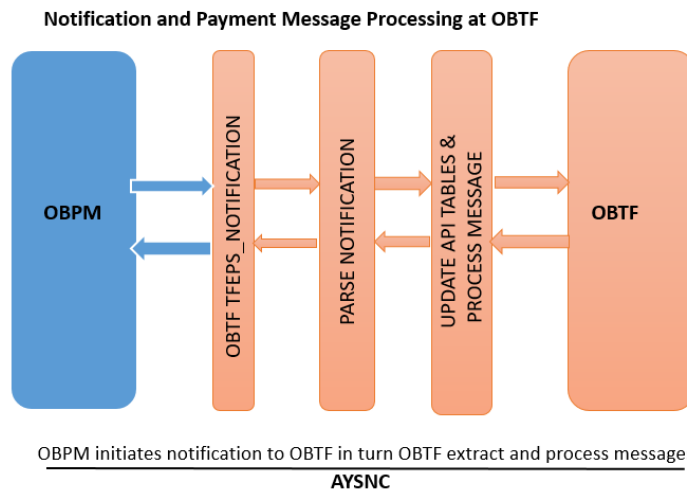 Notification and Payment Message Processing at OBTF
OBPM
OBTF TFEPS_NOTIFICATION
PARSE NOTIFICATION
UPDATE API TABLES &
PROCESS MESSAGE
OBTF
OBPM initiates notification to OBTF in turn OBTF extract and process message
AYSNC